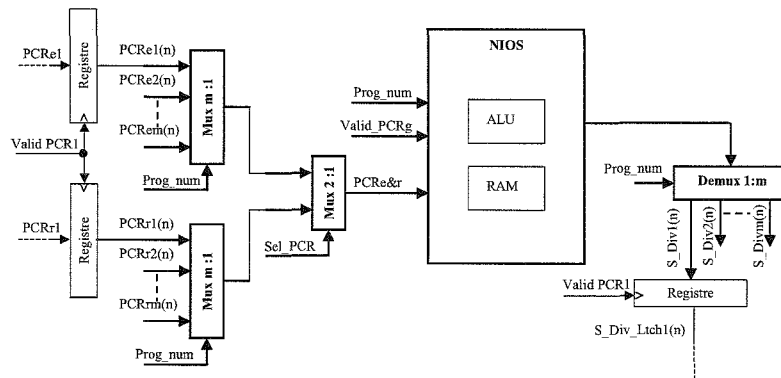 PCRe1
Registre
PCRe1(n)
PCRe2(n)
PCRem(n)
Mux m :1
Prog_num
Valid PCR1
PCRr1
Registre
PCRr1(n)
PCRr2(n)
PCRrm(n)
Mux m :1
Prog_num
Mux 2 :1
Sel_PCR
PCRe&r
NIOS
Prog_num
Valid_PCRg
ALU
RAM
Prog_num
Demux 1:m
S_Div1(n)
S_Div2(n)
S_Divm(n)
Valid PCR1
Registre
S_Div_Ltch1(n)